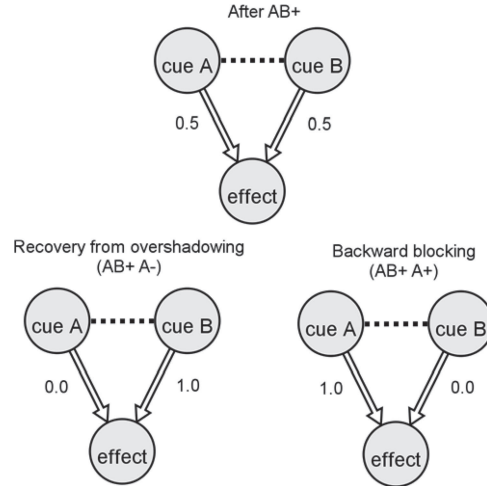 After AB+
cue A
cue B
0.5
0.5
effect
Recovery from overshadowing
(AB+ A-)
cue A
cue B
0.0
1.0
effect
Backward blocking
(AB+ A+)
cue A
cue B
1.0
0.0
effect